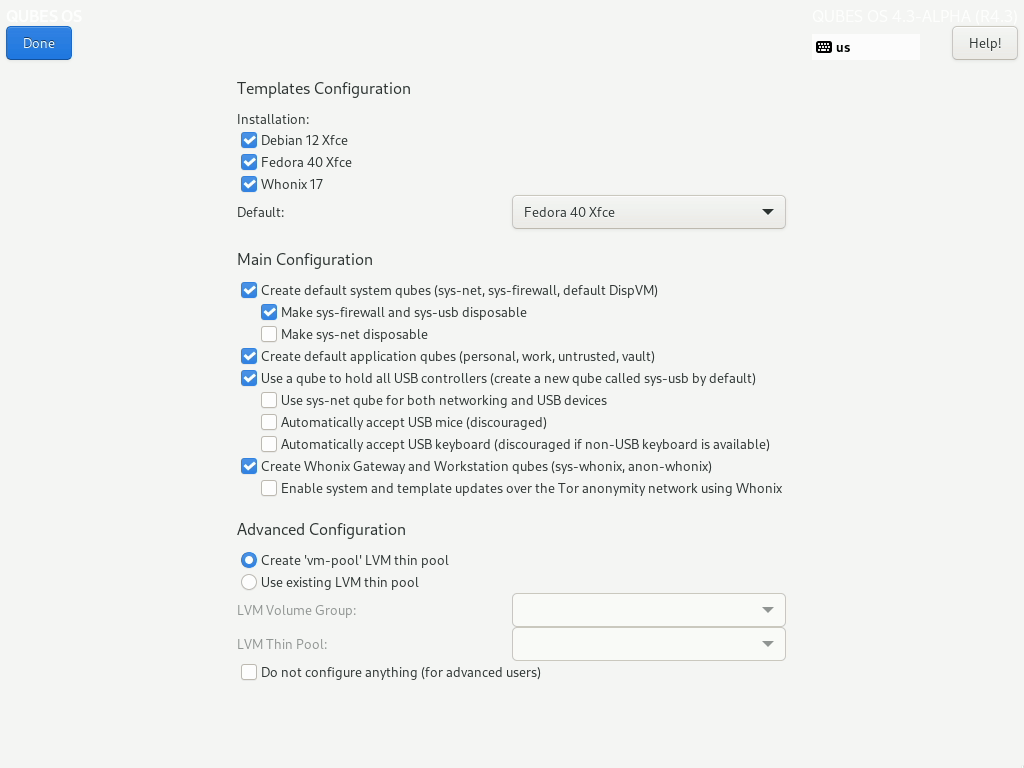 QUBES OS
QUBES OS 4.3-ALPHA (R4.3)
Done
us
Help!
Templates Configuration
Installation:
Debian 12 Xfce
Fedora 40 Xfce
Whonix 17
Default:
Fedora 40 Xfce
Main Configuration
Create default system qubes (sys-net, sys-firewall, default DispVM)
Make sys-firewall and sys-usb disposable
Make sys-net disposable
Create default application qubes (personal, work, untrusted, vault)
Use a qube to hold all USB controllers (create a new qube called sys-usb by default)
Use sys-net qube for both networking and USB devices
Automatically accept USB mice (discouraged)
Automatically accept USB keyboard (discouraged if non-USB keyboard is available)
Create Whonix Gateway and Workstation qubes (sys-whonix, anon-whonix)
Enable system and template updates over the Tor anonymity network using Whonix
Advanced Configuration
Create 'vm-pool' LVM thin pool
Use existing LVM thin pool
LVM Volume Group:
LVM Thin Pool:
Do not configure anything (for advanced users)